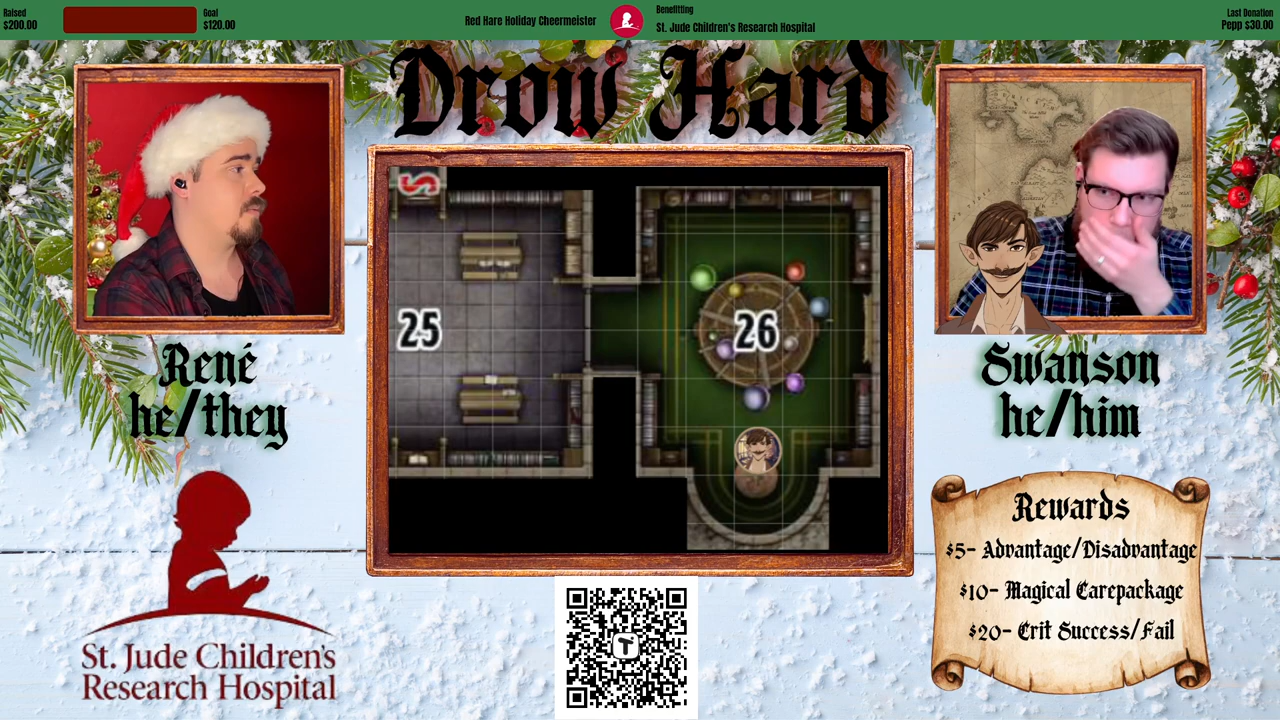 Raised
$200.00
Goal
$120.00
Red Hare Holiday Cheermeister
Benefitting
St. Jude Children's Research Hospital
Last Donation
Pepp $30.00
Drow Hard
25
26
René
he/they
Swanson
he/him
St. Jude Children's
Research Hospital
T
Rewards
$5- Advantage/Disadvantage
$10- Magical Carepackage
$20- Crit Success/Fail